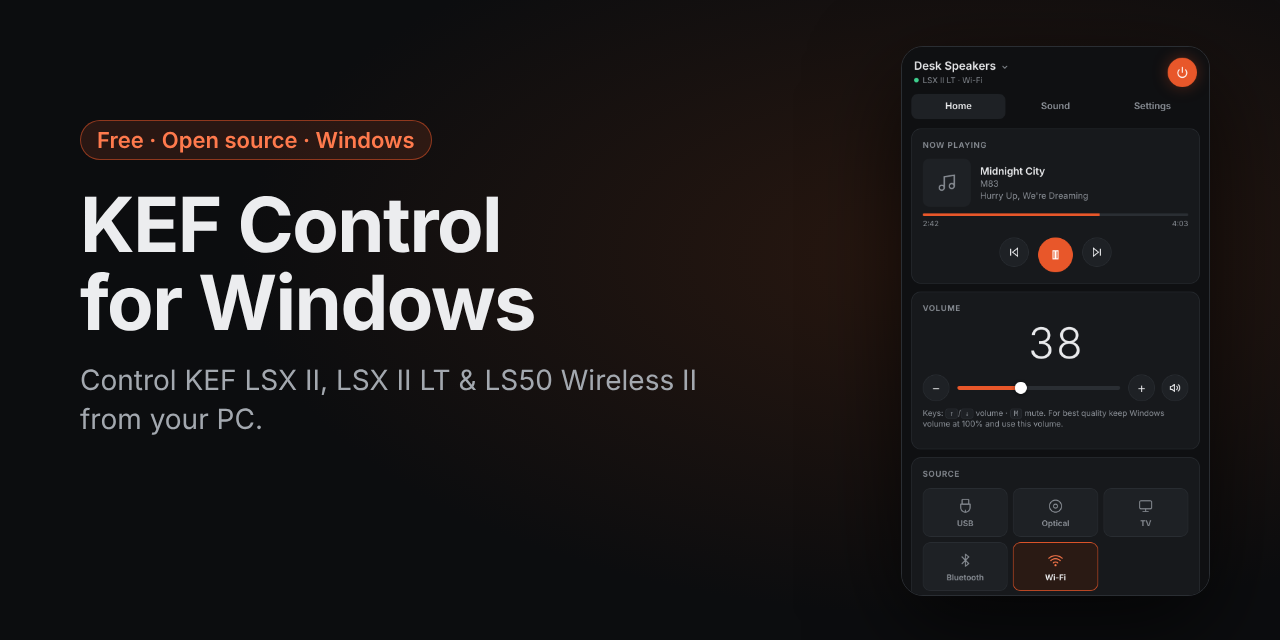 Free · Open source · Windows
KEF Control
for Windows
Control KEF LSX II, LSX II LT & LS50 Wireless II
from your PC.
Desk Speakers
LSX II LT · Wi-Fi
Home Sound Settings
NOW PLAYING
Midnight City
M83
Hurry Up, We're Dreaming
2:42 4:03
VOLUME
38
− +
Keys: ↑ / ↓ volume · M mute. For best quality keep Windows
volume at 100% and use this volume.
SOURCE
USB Optical TV
Bluetooth Wi-Fi